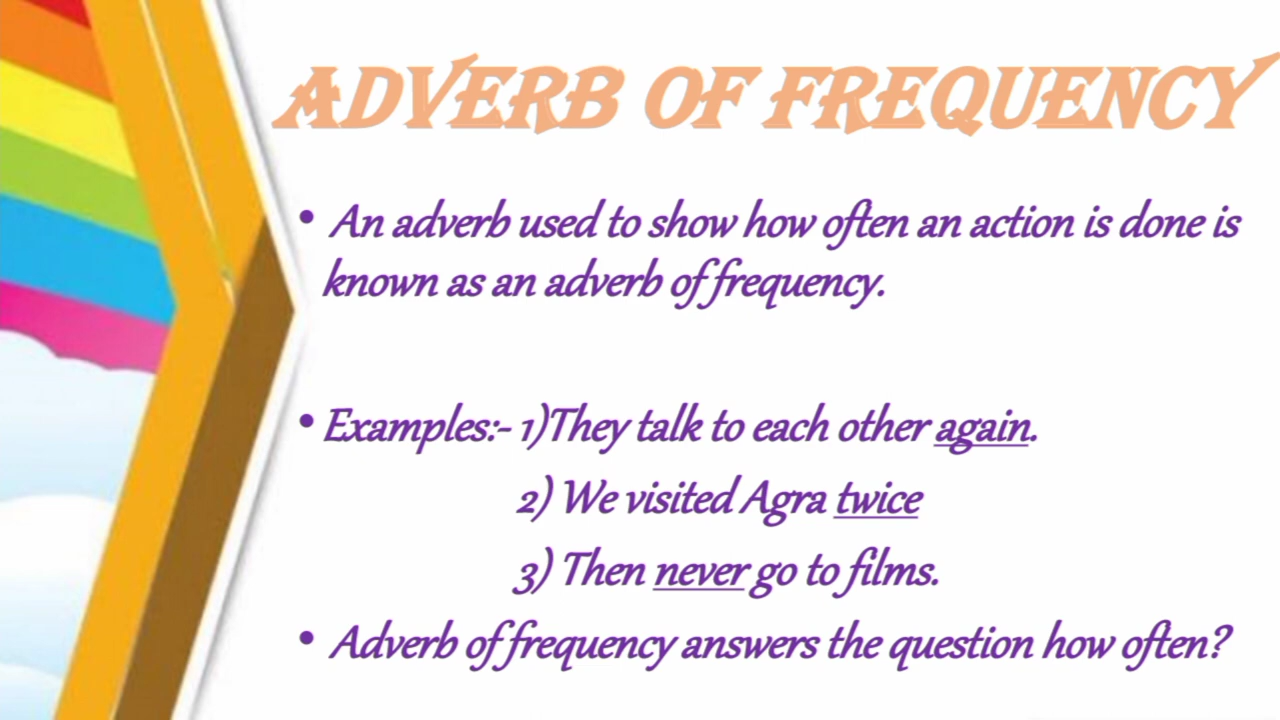 ADVERB OF FREQUENCY
• An adverb used to show how often an action is done is
known as an adverb of frequency.
• Examples:- 1)They talk to each other again.
2) We visited Agra twice
3) Then never go to films.
• Adverb of frequency answers the question how often?